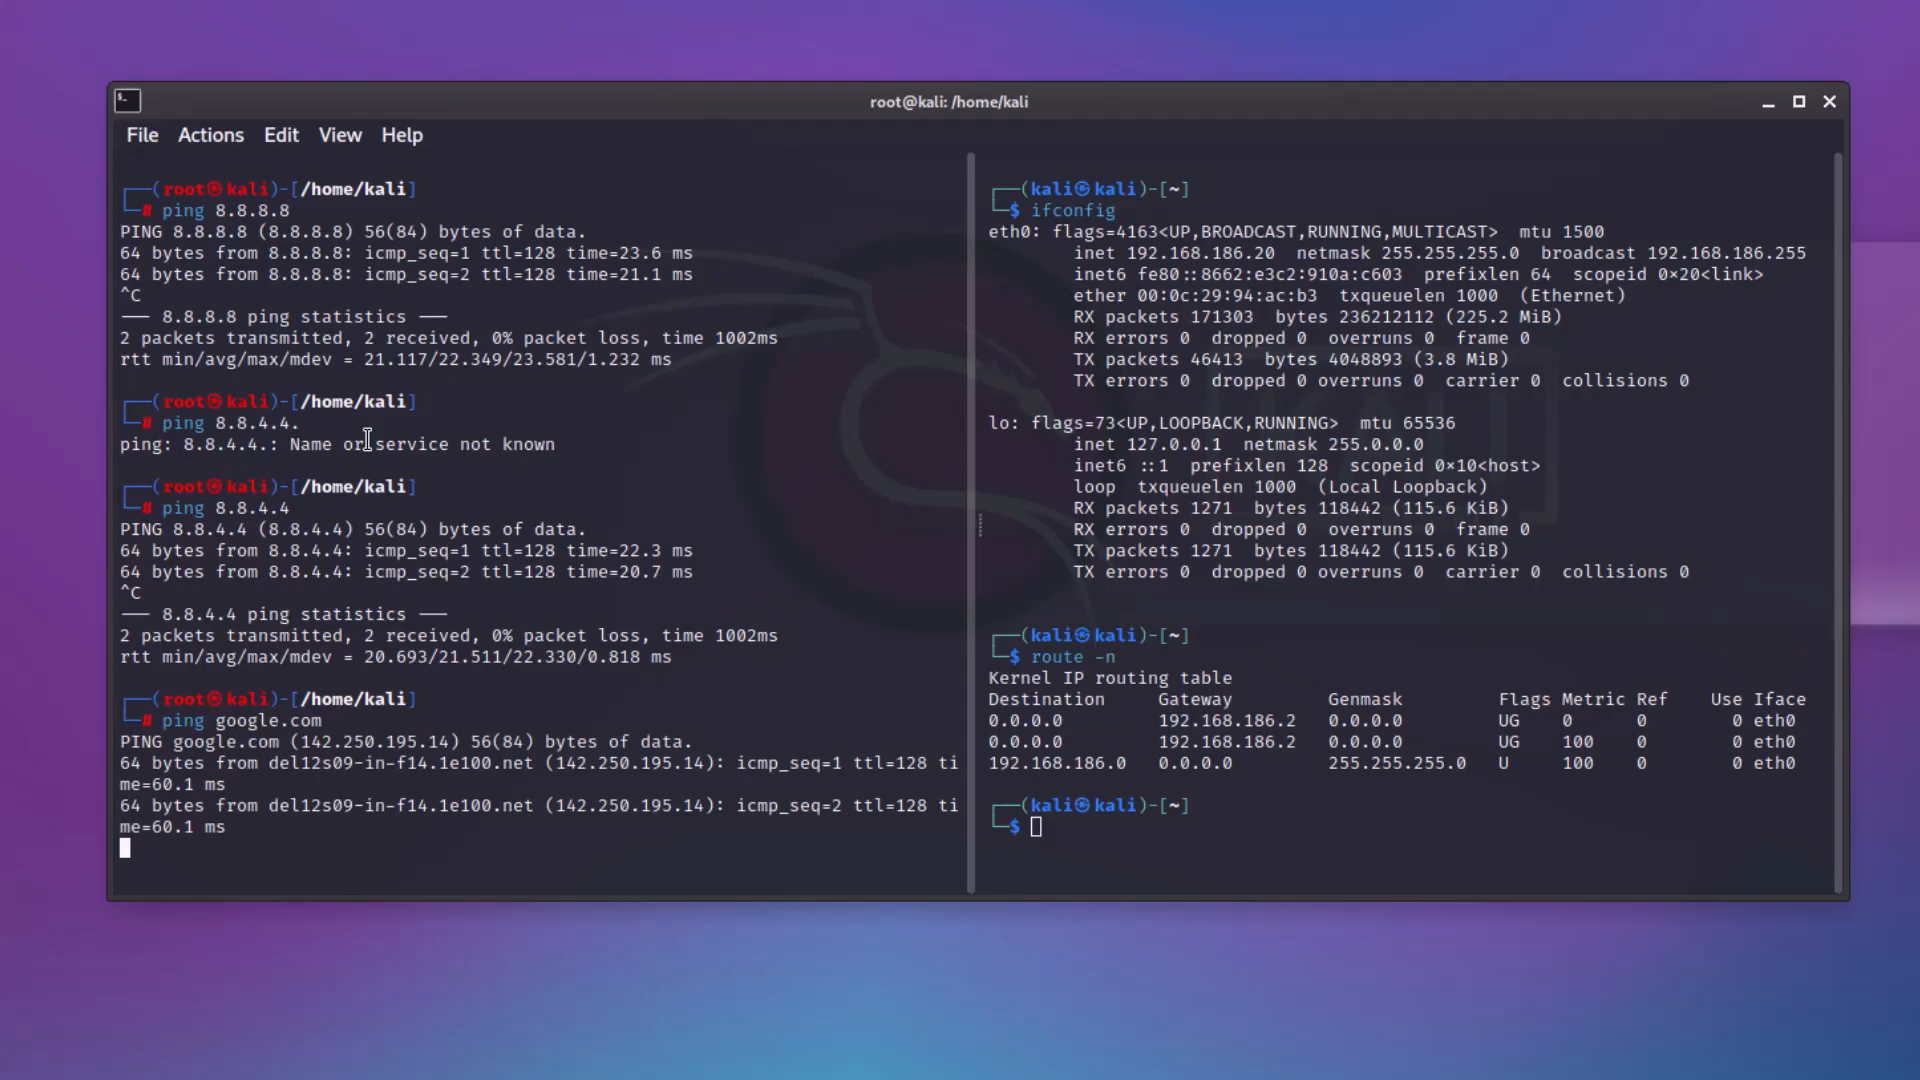 root@kali: /home/kali
File Actions Edit View Help
┌──(root㉿kali)-[/home/kali]
└─# ping 8.8.8.8
PING 8.8.8.8 (8.8.8.8) 56(84) bytes of data.
64 bytes from 8.8.8.8: icmp_seq=1 ttl=128 time=23.6 ms
64 bytes from 8.8.8.8: icmp_seq=2 ttl=128 time=21.1 ms
^C
── 8.8.8.8 ping statistics ──
2 packets transmitted, 2 received, 0% packet loss, time 1002ms
rtt min/avg/max/mdev = 21.117/22.349/23.581/1.232 ms
┌──(root㉿kali)-[/home/kali]
└─# ping 8.8.4.4.
ping: 8.8.4.4.: Name or service not known
┌──(root㉿kali)-[/home/kali]
└─# ping 8.8.4.4
PING 8.8.4.4 (8.8.4.4) 56(84) bytes of data.
64 bytes from 8.8.4.4: icmp_seq=1 ttl=128 time=22.3 ms
64 bytes from 8.8.4.4: icmp_seq=2 ttl=128 time=20.7 ms
^C
── 8.8.4.4 ping statistics ──
2 packets transmitted, 2 received, 0% packet loss, time 1002ms
rtt min/avg/max/mdev = 20.693/21.511/22.330/0.818 ms
┌──(root㉿kali)-[/home/kali]
└─# ping google.com
PING google.com (142.250.195.14) 56(84) bytes of data.
64 bytes from del12s09-in-f14.1e100.net (142.250.195.14): icmp_seq=1 ttl=128 ti
me=60.1 ms
64 bytes from del12s09-in-f14.1e100.net (142.250.195.14): icmp_seq=2 ttl=128 ti
me=60.1 ms
┌──(kali㉿kali)-[~]
└─$ ifconfig
eth0: flags=4163<UP,BROADCAST,RUNNING,MULTICAST>  mtu 1500
inet 192.168.186.20  netmask 255.255.255.0  broadcast 192.168.186.255
inet6 fe80::8662:e3c2:910a:c603  prefixlen 64  scopeid 0×20<link>
ether 00:0c:29:94:ac:b3  txqueuelen 1000  (Ethernet)
RX packets 171303  bytes 236212112 (225.2 MiB)
RX errors 0  dropped 0  overruns 0  frame 0
TX packets 46413  bytes 4048893 (3.8 MiB)
TX errors 0  dropped 0 overruns 0  carrier 0  collisions 0
lo: flags=73<UP,LOOPBACK,RUNNING>  mtu 65536
inet 127.0.0.1  netmask 255.0.0.0
inet6 ::1  prefixlen 128  scopeid 0×10<host>
loop  txqueuelen 1000  (Local Loopback)
RX packets 1271  bytes 118442 (115.6 KiB)
RX errors 0  dropped 0  overruns 0  frame 0
TX packets 1271  bytes 118442 (115.6 KiB)
TX errors 0  dropped 0 overruns 0  carrier 0  collisions 0
┌──(kali㉿kali)-[~]
└─$ route -n
Kernel IP routing table
Destination     Gateway         Genmask         Flags Metric Ref    Use Iface
0.0.0.0         192.168.186.2   0.0.0.0         UG    0      0        0 eth0
0.0.0.0         192.168.186.2   0.0.0.0         UG    100    0        0 eth0
192.168.186.0   0.0.0.0         255.255.255.0   U     100    0        0 eth0
┌──(kali㉿kali)-[~]
└─$